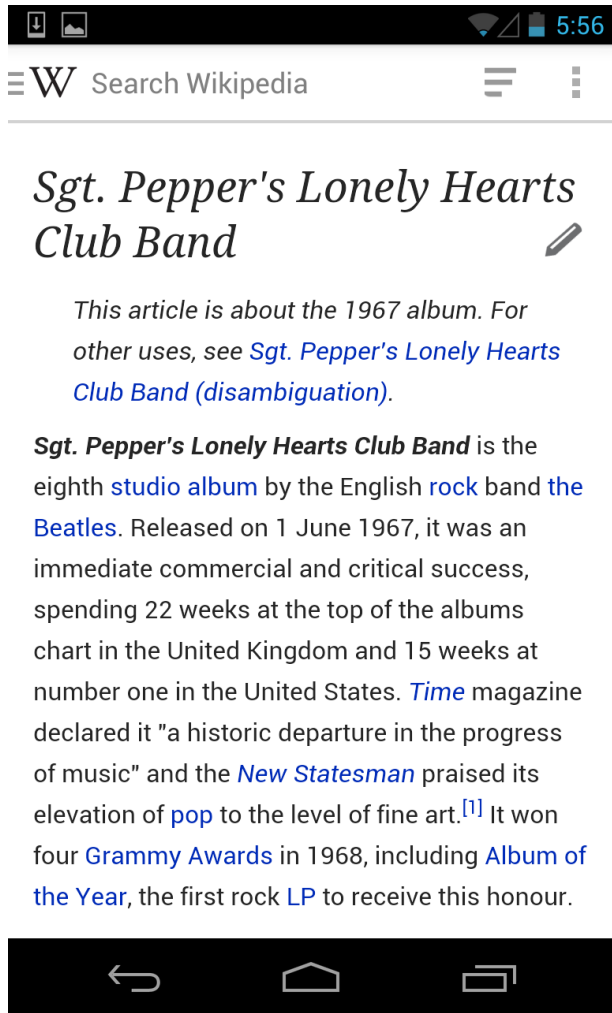 5:56
W Search Wikipedia
Sgt. Pepper's Lonely Hearts
Club Band
This article is about the 1967 album. For
other uses, see Sgt. Pepper's Lonely Hearts
Club Band (disambiguation).
Sgt. Pepper's Lonely Hearts Club Band is the
eighth studio album by the English rock band the
Beatles. Released on 1 June 1967, it was an
immediate commercial and critical success,
spending 22 weeks at the top of the albums
chart in the United Kingdom and 15 weeks at
number one in the United States. Time magazine
declared it "a historic departure in the progress
of music" and the New Statesman praised its
elevation of pop to the level of fine art.[1] It won
four Grammy Awards in 1968, including Album of
the Year, the first rock LP to receive this honour.